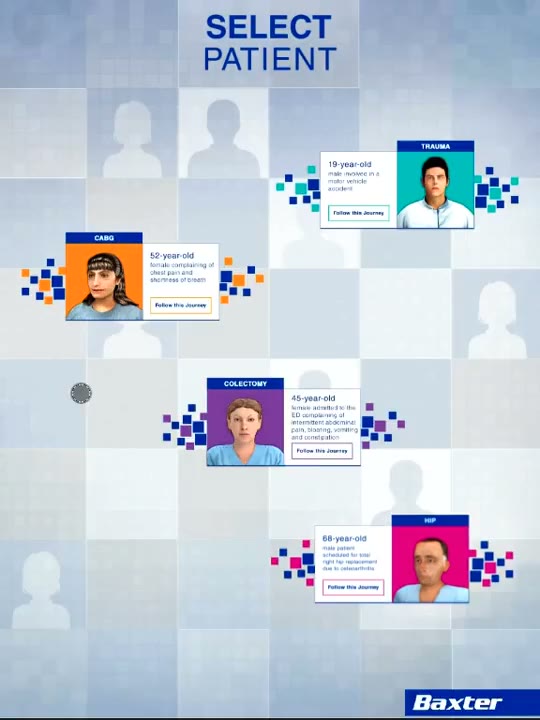 SELECT
PATIENT
TRAUMA
19-year-old
male involved in a
motor vehicle
accident
Follow this Journey
CABG
52-year-old
female complaining of
chest pain and
shortness of breath
Follow this Journey
COLECTOMY
45-year-old
female admitted to the
ED complaining of
intermittent abdominal
pain, bloating, vomiting
and constipation
Follow this Journey
HIP
68-year-old
male patient
scheduled for total
right hip replacement
due to osteoarthritis
Follow this Journey
Baxter